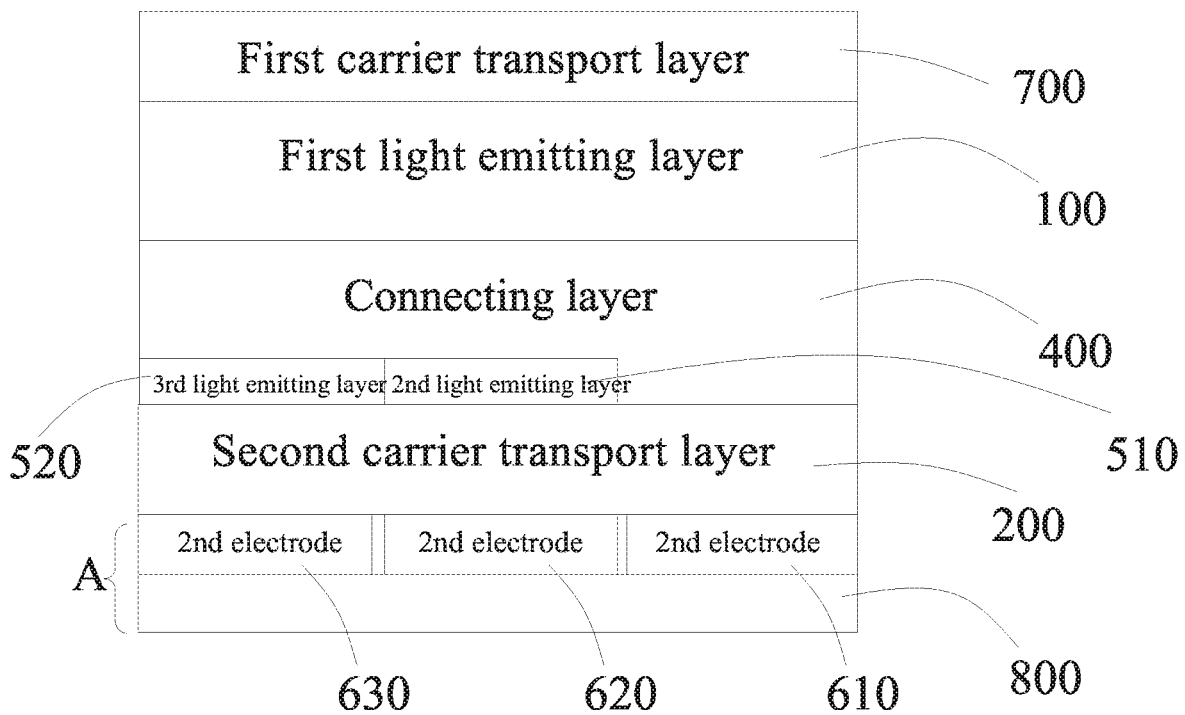 First carrier transport layer
700
First light emitting layer
100
Connecting layer
400
3rd light emitting layer 2nd light emitting layer
520
510
Second carrier transport layer
200
A
2nd electrode 2nd electrode 2nd electrode
800
630 620 610